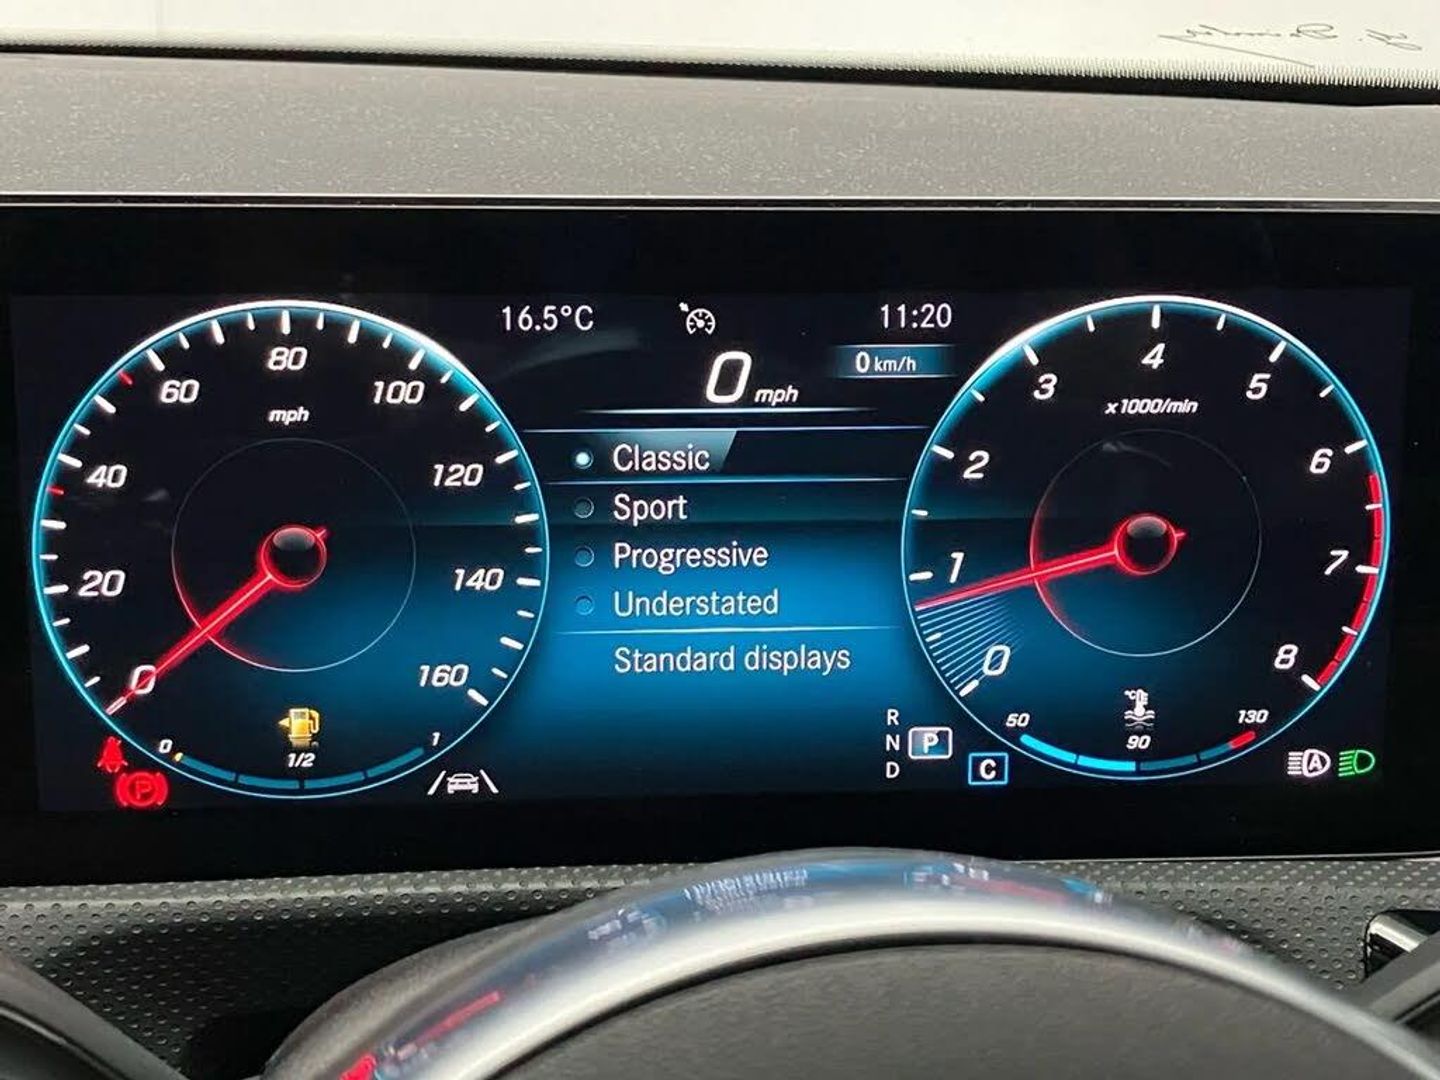 16.5°C
11:20
0 mph
0 km/h
Classic
Sport
Progressive
Understated
Standard displays
0
20
40
60
80
100
120
140
160
mph
0
1/2
1
0
1
2
3
4
5
6
7
8
x1000/min
°C
50
90
130
R
N
D
P
C
P
A